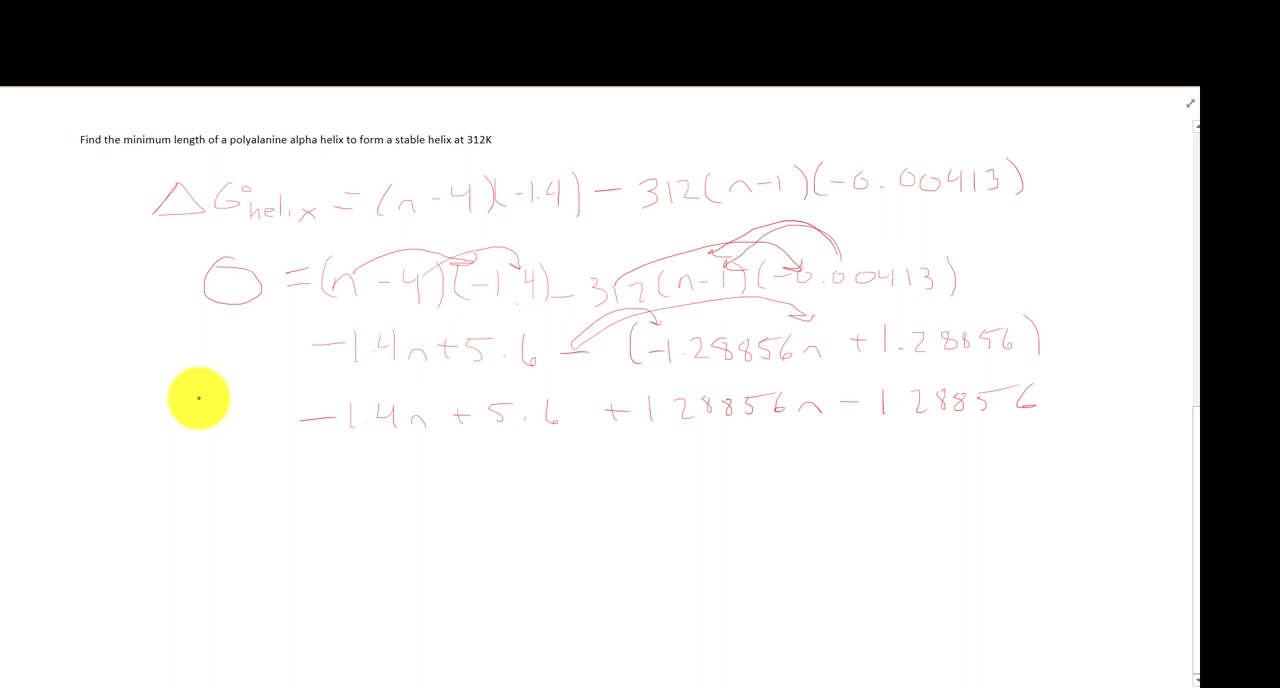 Find the minimum length of a polyalanine alpha helix to form a stable helix at 312K
ΔG°helix = (n-4)(-1.4) - 312(n-1)(-0.00413)
0 = (n-4)(-1.4) - 312(n-1)(-0.00413)
-1.4n+5.6 - (-1.28856n + 1.28856)
-1.4n + 5.6 + 1.28856n - 1.28856